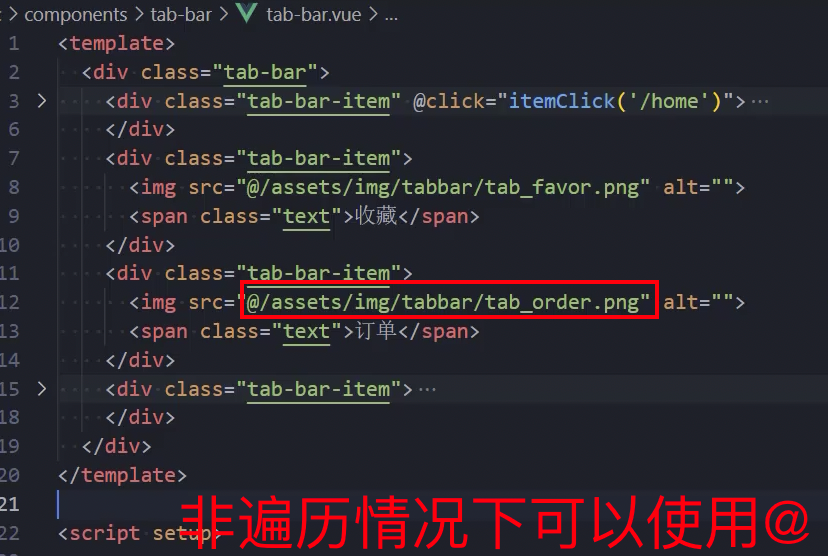 components > tab-bar > tab-bar.vue > ...
1 <template>
2 <div class="tab-bar">
3 <div class="tab-bar-item" @click="itemClick('/home')">...
6 </div>
7 <div class="tab-bar-item">
8 <img src="@/assets/img/tabbar/tab_favor.png" alt="">
9 <span class="text">收藏</span>
10 </div>
11 <div class="tab-bar-item">
12 <img src="@/assets/img/tabbar/tab_order.png" alt="">
13 <span class="text">订单</span>
14 </div>
15 <div class="tab-bar-item">...
18 </div>
19 </div>
20 </template>
21
非遍历情况下可以使用@
22 <script setup>